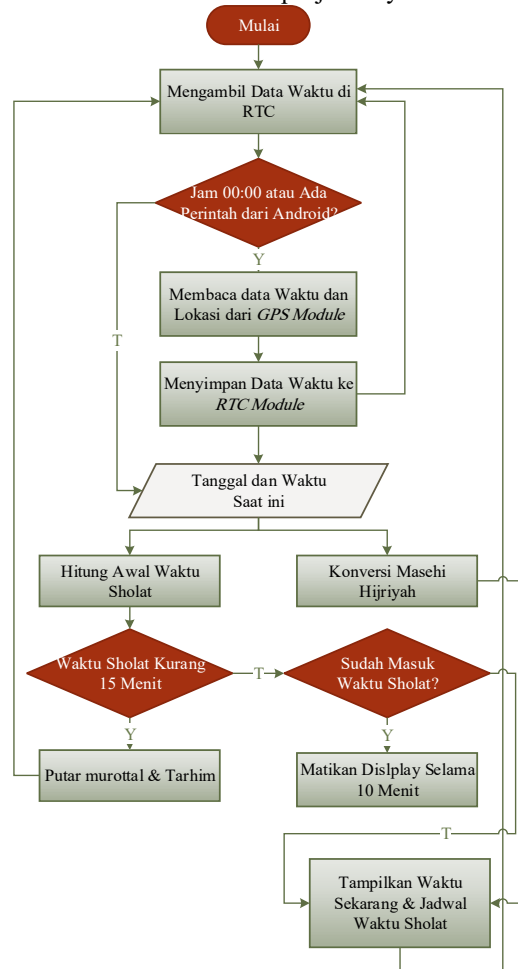 Mulai
Mengambil Data Waktu di
RTC
Jam 00:00 atau Ada
Perintah dari Android?
Y
Membaca data Waktu dan
Lokasi dari GPS Module
T
Menyimpan Data Waktu ke
RTC Module
Tanggal dan Waktu
Saat ini
Hitung Awal Waktu
Sholat
Konversi Masehi
Hijriyah
Waktu Sholat Kurang
15 Menit
T
Sudah Masuk
Waktu Sholat?
Y
Y
Putar murottal & Tarhim
Matikan Dislplay Selama
10 Menit
T
Tampilkan Waktu
Sekarang & Jadwal
Waktu Sholat